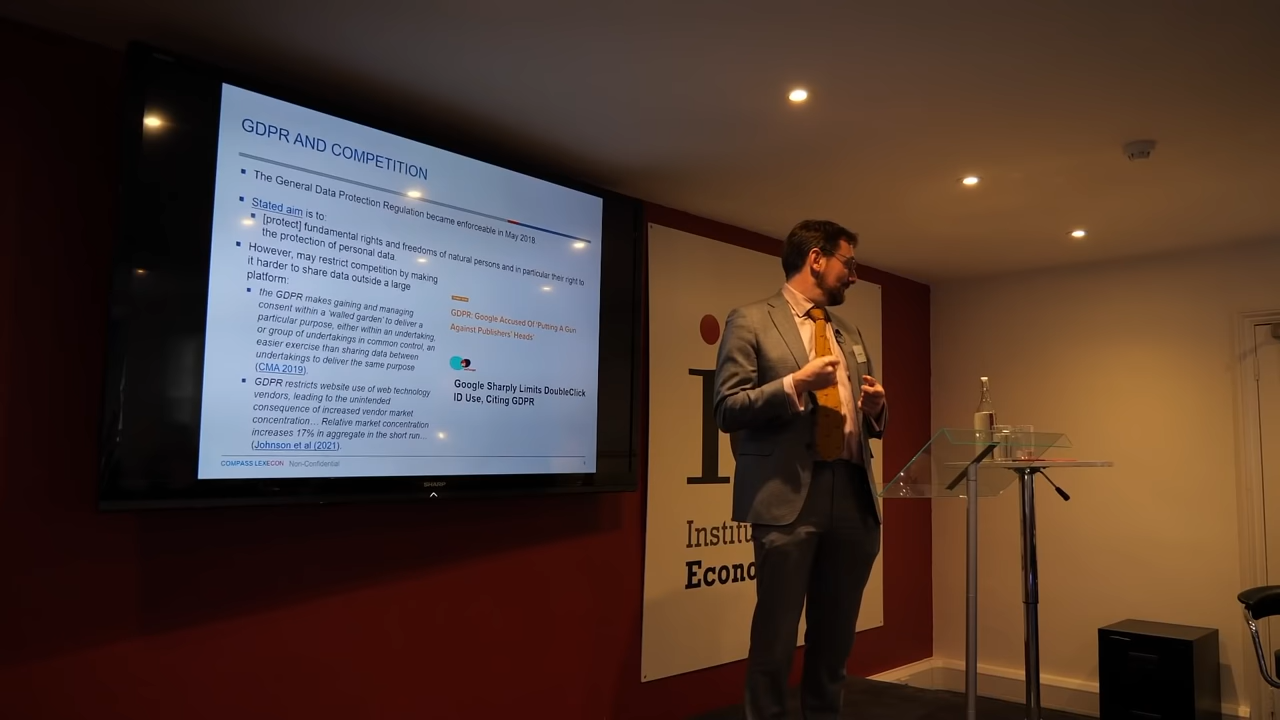 GDPR AND COMPETITION
The General Data Protection Regulation became enforceable in May 2018
Stated aim is to:
[protect] fundamental rights and freedoms of natural persons and in particular their right to
the protection of personal data.
However, may restrict competition by making
it harder to share data outside a large
platform:
the GDPR makes gaining and managing
consent within a 'walled garden' to deliver a
particular purpose, either within an undertaking,
or group of undertakings in common control, an
easier exercise than sharing data between
undertakings to deliver the same purpose
(CMA 2019).
GDPR restricts website use of web technology
vendors, leading to the unintended
consequence of increased vendor market
concentration… Relative market concentration
increases 17% in aggregate in the short run…
(Johnson et al (2021).
GDPR: Google Accused Of 'Putting A Gun
Against Publishers' Heads'
Google Sharply Limits DoubleClick
ID Use, Citing GDPR
COMPASS LEXECON Non-Confidential
SHARP
i
Institu
Econo